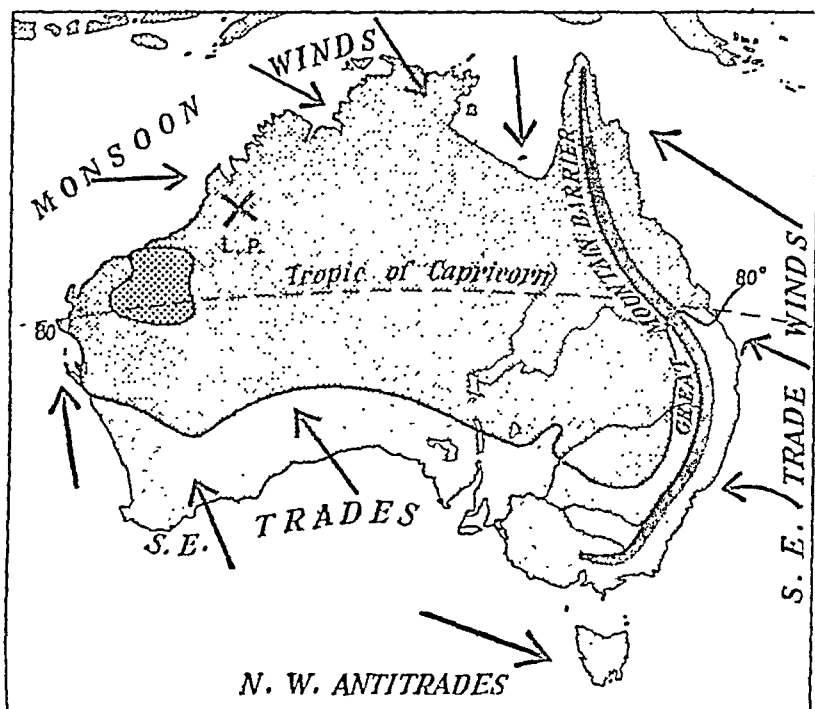 WINDS
MONSOON
L.P.
Tropic of Capricorn
80°
80
GREAT MOUNTAIN BARRIER
S. E. TRADE WINDS
S. E. TRADES
N. W. ANTITRADES